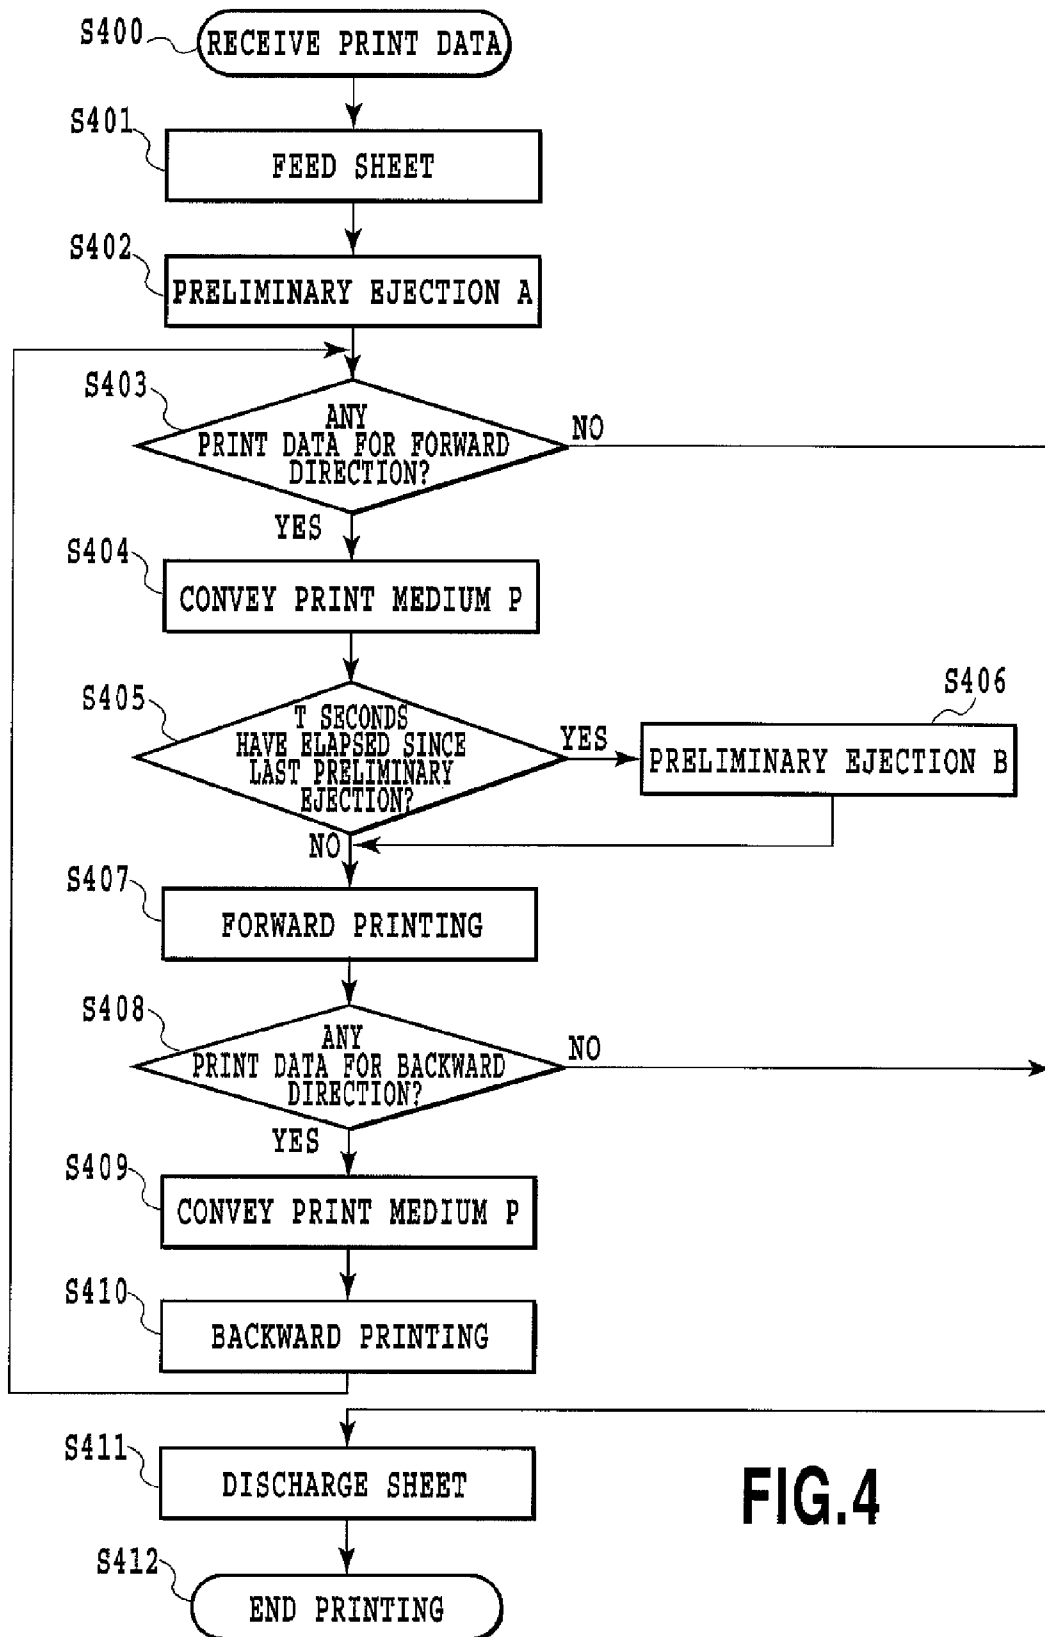 S400
RECEIVE PRINT DATA
S401
FEED SHEET
S402
PRELIMINARY EJECTION A
S403
ANY
PRINT DATA FOR FORWARD
DIRECTION?
NO
YES
S404
CONVEY PRINT MEDIUM P
S405
T SECONDS
HAVE ELAPSED SINCE
LAST PRELIMINARY
EJECTION?
YES
S406
PRELIMINARY EJECTION B
NO
S407
FORWARD PRINTING
S408
ANY
PRINT DATA FOR BACKWARD
DIRECTION?
NO
YES
S409
CONVEY PRINT MEDIUM P
S410
BACKWARD PRINTING
S411
DISCHARGE SHEET
FIG.4
S412
END PRINTING